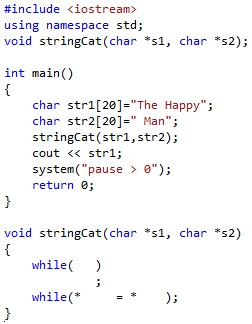 #include <iostream>
using namespace std;
void stringCat(char *s1, char *s2);

int main()
{
    char str1[20]="The Happy";
    char str2[20]=" Man";
    stringCat(str1,str2);
    cout << str1;
    system("pause > 0");
    return 0;
}

void stringCat(char *s1, char *s2)
{
    while(   )
         ;
    while(*     = *    );
}